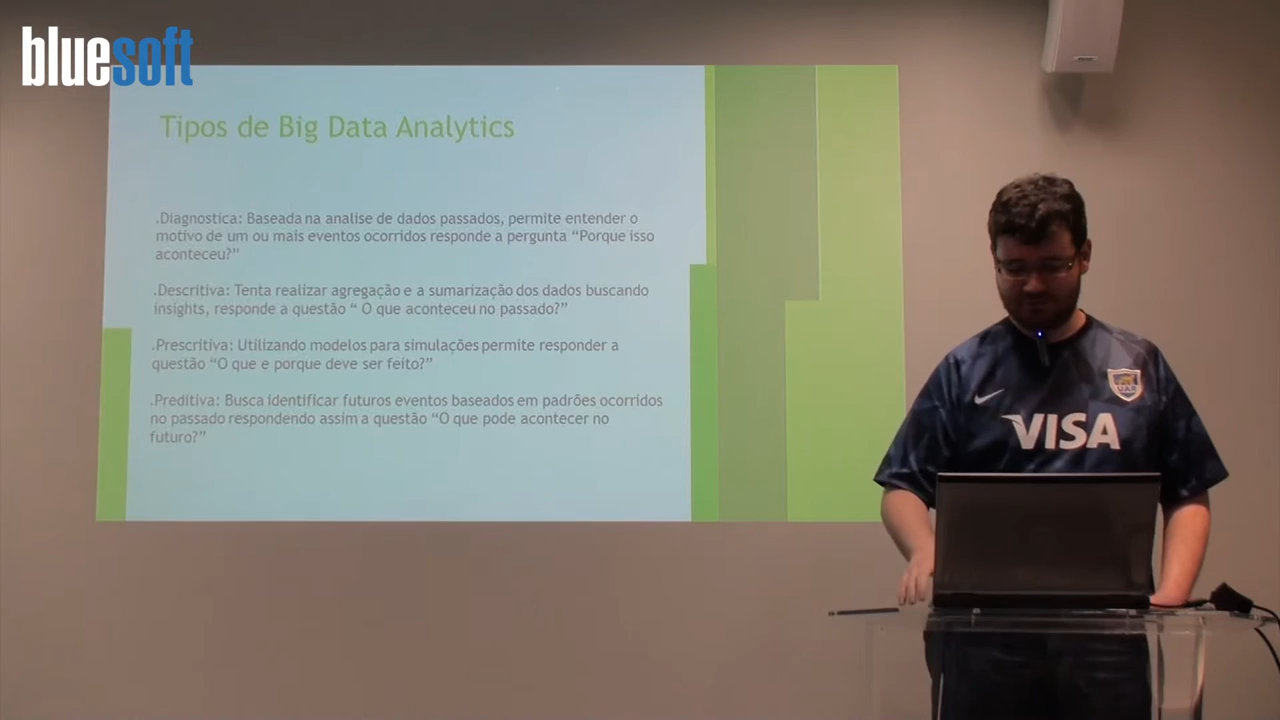 bluesoft
Tipos de Big Data Analytics
.Diagnostica: Baseada na analise de dados passados, permite entender o
motivo de um ou mais eventos ocorridos responde a pergunta “Porque isso
aconteceu?”
.Descritiva: Tenta realizar agregação e a sumarização dos dados buscando
insights, responde a questão “ O que aconteceu no passado?”
.Prescritiva: Utilizando modelos para simulações permite responder a
questão “O que e porque deve ser feito?”
.Preditiva: Busca identificar futuros eventos baseados em padrões ocorridos
no passado respondendo assim a questão “O que pode acontecer no
futuro?”
UAR
VISA